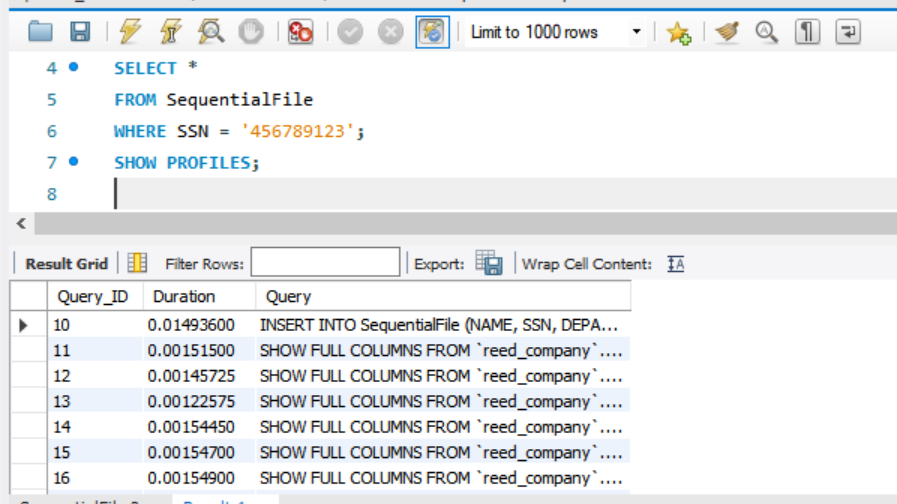 Limit to 1000 rows
4 SELECT *
5 FROM SequentialFile
6 WHERE SSN = '456789123';
7 SHOW PROFILES;
8
Result Grid Filter Rows: Export: Wrap Cell Content:
Query_ID Duration Query
10 0.01493600 INSERT INTO SequentialFile (NAME, SSN, DEPA...
11 0.00151500 SHOW FULL COLUMNS FROM `reed_company`....
12 0.00145725 SHOW FULL COLUMNS FROM `reed_company`....
13 0.00122575 SHOW FULL COLUMNS FROM `reed_company`....
14 0.00154450 SHOW FULL COLUMNS FROM `reed_company`....
15 0.00154700 SHOW FULL COLUMNS FROM `reed_company`....
16 0.00154900 SHOW FULL COLUMNS FROM `reed_company`....